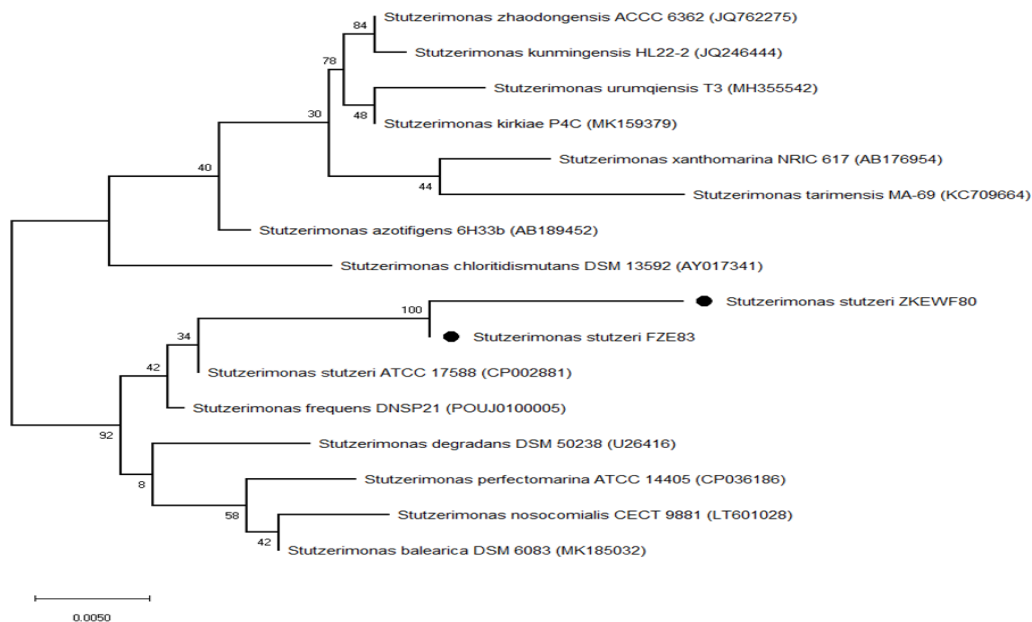 84
Stutzerimonas zhaodongensis ACCC 6362 (JQ762275)
78
Stutzerimonas kunmingensis HL22-2 (JQ246444)
Stutzerimonas urumqiensis T3 (MH355542)
30
48
Stutzerimonas kirkiae P4C (MK159379)
Stutzerimonas xanthomarina NRIC 617 (AB176954)
40
44
Stutzerimonas tarimensis MA-69 (KC709664)
Stutzerimonas azotifigens 6H33b (AB189452)
Stutzerimonas chloritidismutans DSM 13592 (AY017341)
100
Stutzerimonas stutzeri ZKEWF80
34
Stutzerimonas stutzeri FZE83
42
Stutzerimonas stutzeri ATCC 17588 (CP002881)
Stutzerimonas frequens DNSP21 (POUJ0100005)
92
Stutzerimonas degradans DSM 50238 (U26416)
8
Stutzerimonas perfectomarina ATCC 14405 (CP036186)
58
Stutzerimonas nosocomialis CECT 9881 (LT601028)
42
Stutzerimonas balearica DSM 6083 (MK185032)
0.0050